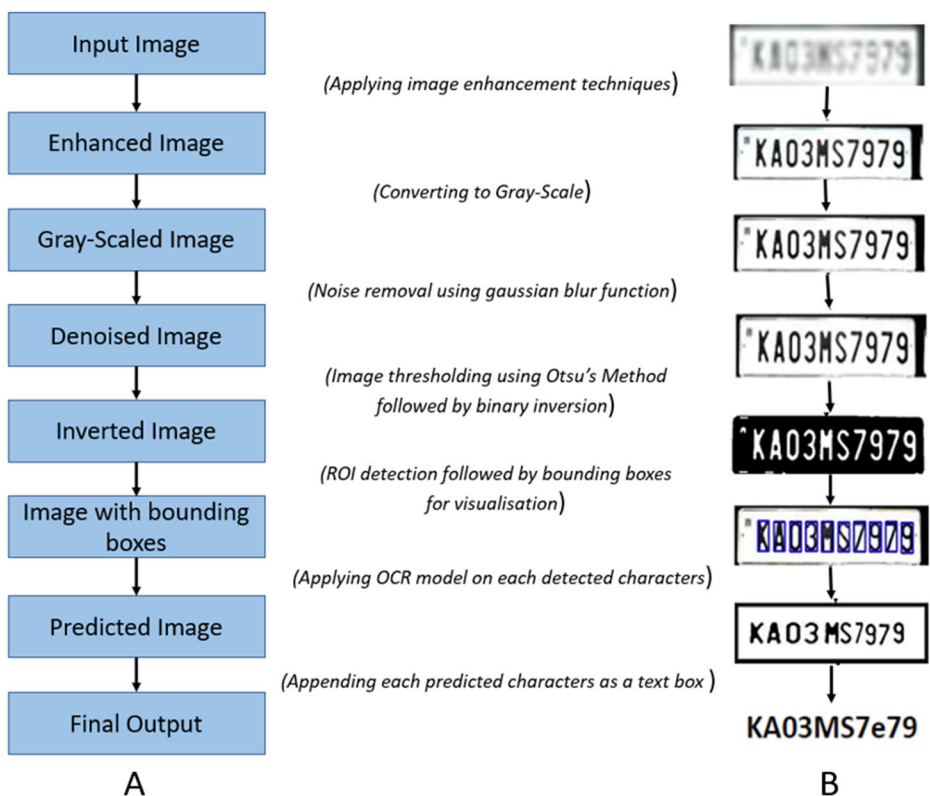 Input Image
(Applying image enhancement techniques)
Enhanced Image
(Converting to Gray-Scale)
Gray-Scaled Image
(Noise removal using gaussian blur function)
Denoised Image
(Image thresholding using Otsu's Method
followed by binary inversion)
Inverted Image
(ROI detection followed by bounding boxes
for visualisation)
Image with bounding
boxes
(Applying OCR model on each detected characters)
Predicted Image
(Appending each predicted characters as a text box )
Final Output
A
KA03MS7979
KA03MS7979
KA03MS7979
KA03MS7979
KA03MS7979
KA03MS7979
KA03MS7979
KA03MS7e79
B